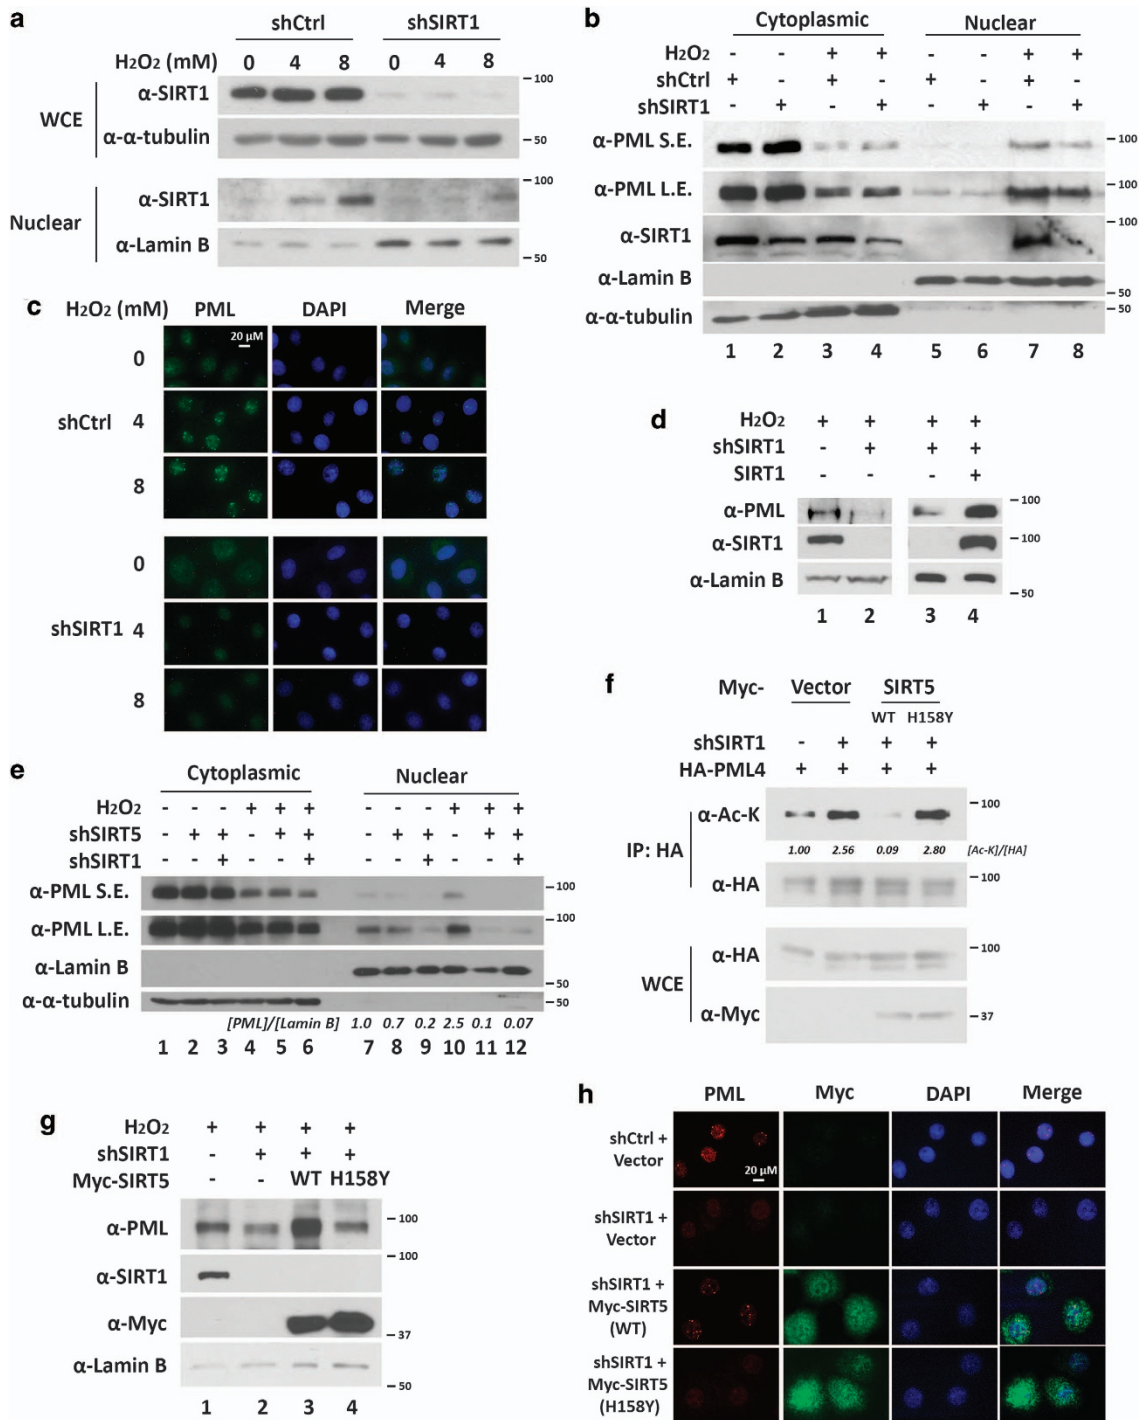 a
shCtrl shSIRT1
H₂O₂ (mM) 0 4 8 0 4 8
WCE
α-SIRT1
100
α-α-tubulin
50
Nuclear
α-SIRT1
100
α-Lamin B
50
b
Cytoplasmic Nuclear
H₂O₂ - - + + - - + +
shCtrl + - + - + - + -
shSIRT1 - + - + - + - +
α-PML S.E.
100
α-PML L.E.
100
α-SIRT1
100
α-Lamin B
50
α-α-tubulin
50
1 2 3 4 5 6 7 8
c
H₂O₂ (mM) PML DAPI Merge
20 µM
0
shCtrl 4
8
0
shSIRT1 4
8
d
H₂O₂ + + + +
shSIRT1 - + + +
SIRT1 - - - +
α-PML
100
α-SIRT1
100
α-Lamin B
50
1 2 3 4
e
Cytoplasmic Nuclear
H₂O₂ - - - + + + - - - + + +
shSIRT5 - + + - + + - + + - + +
shSIRT1 - - + - - + - - + - - +
α-PML S.E.
100
α-PML L.E.
100
α-Lamin B
50
α-α-tubulin
50
[PML]/[Lamin B] 1.0 0.7 0.2 2.5 0.1 0.07
1 2 3 4 5 6 7 8 9 10 11 12
f
Myc- Vector SIRT5
WT H158Y
shSIRT1 - + + +
HA-PML4 + + + +
IP: HA
α-Ac-K
100
1.00 2.56 0.09 2.80 [Ac-K]/[HA]
α-HA
100
WCE
α-HA
100
α-Myc
37
g
H₂O₂ + + + +
shSIRT1 - + + +
Myc-SIRT5 - - WT H158Y
α-PML
100
α-SIRT1
100
α-Myc
37
α-Lamin B
50
1 2 3 4
h
PML Myc DAPI Merge
shCtrl +
Vector
20 µM
shSIRT1 +
Vector
shSIRT1 +
Myc-SIRT5
(WT)
shSIRT1 +
Myc-SIRT5
(H158Y)